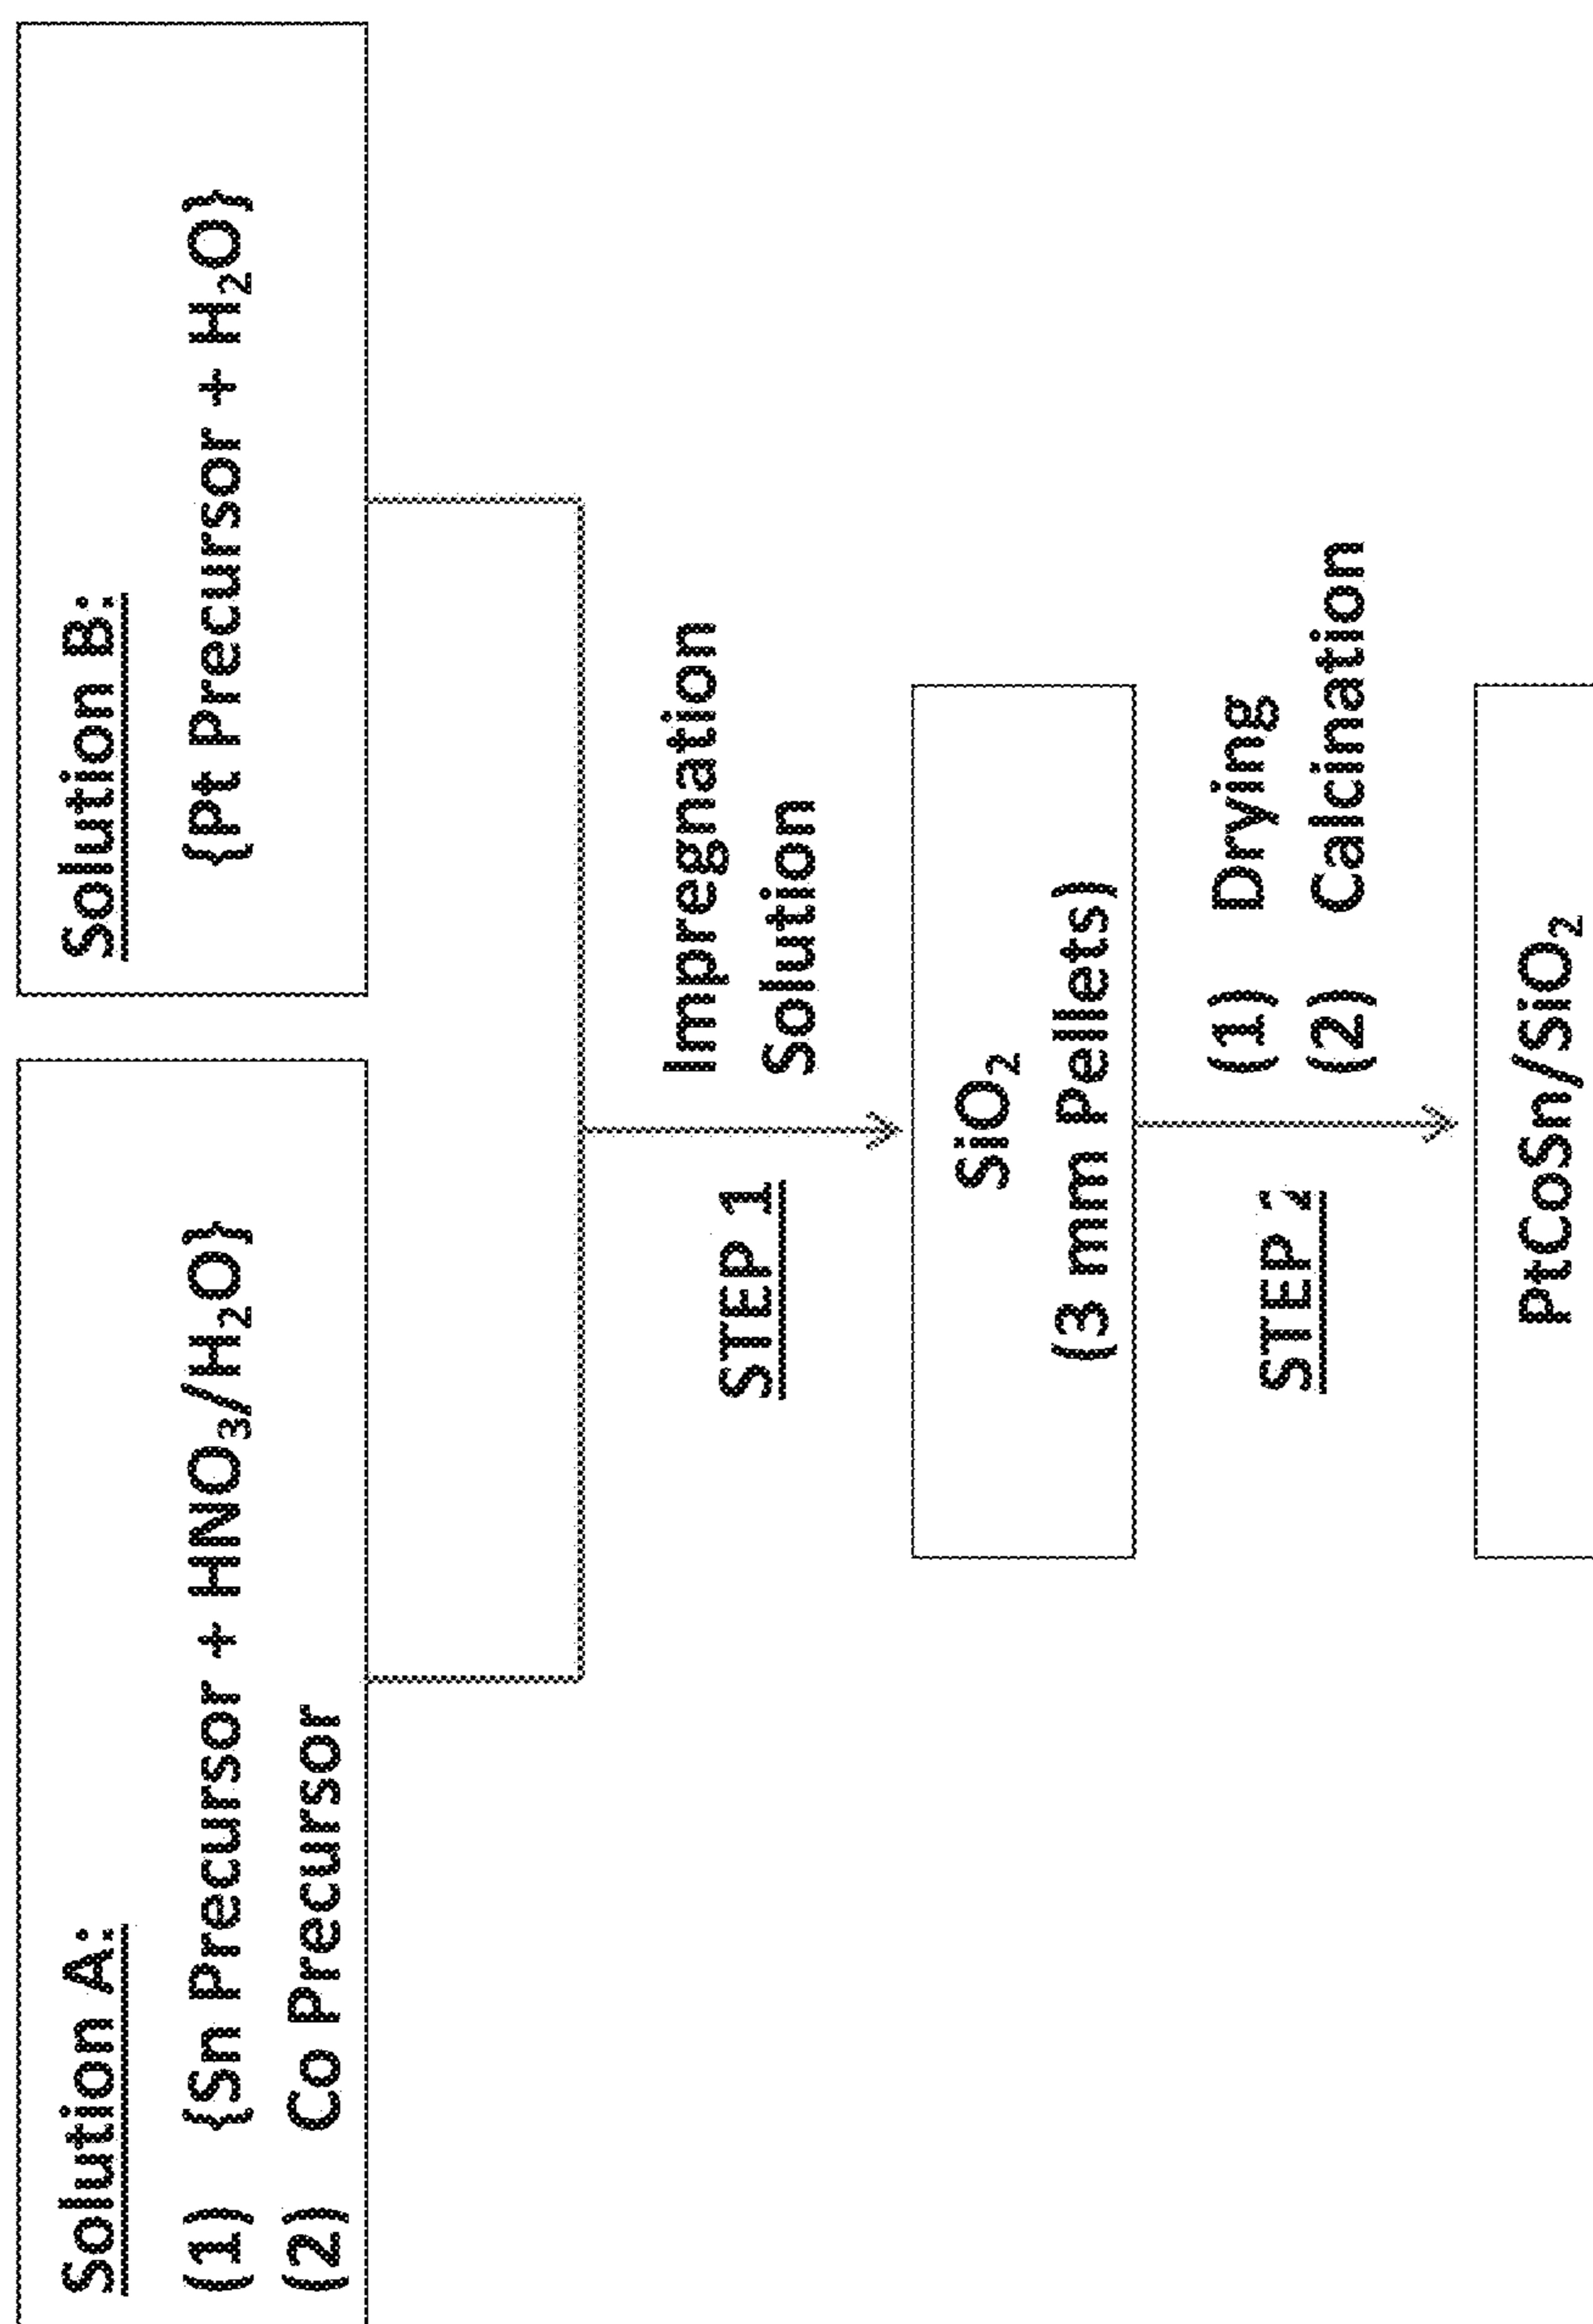 Solution A:
(1) {Sn Precursor + HNO₃/H₂O}
(2) Co Precursor
Solution B:
{Pt Precursor + H₂O}
STEP 1
Impregnation
Solution
SiO₂
(3 mm Pellets)
STEP 2
(1) Drying
(2) Calcination
PtCoSn/SiO₂